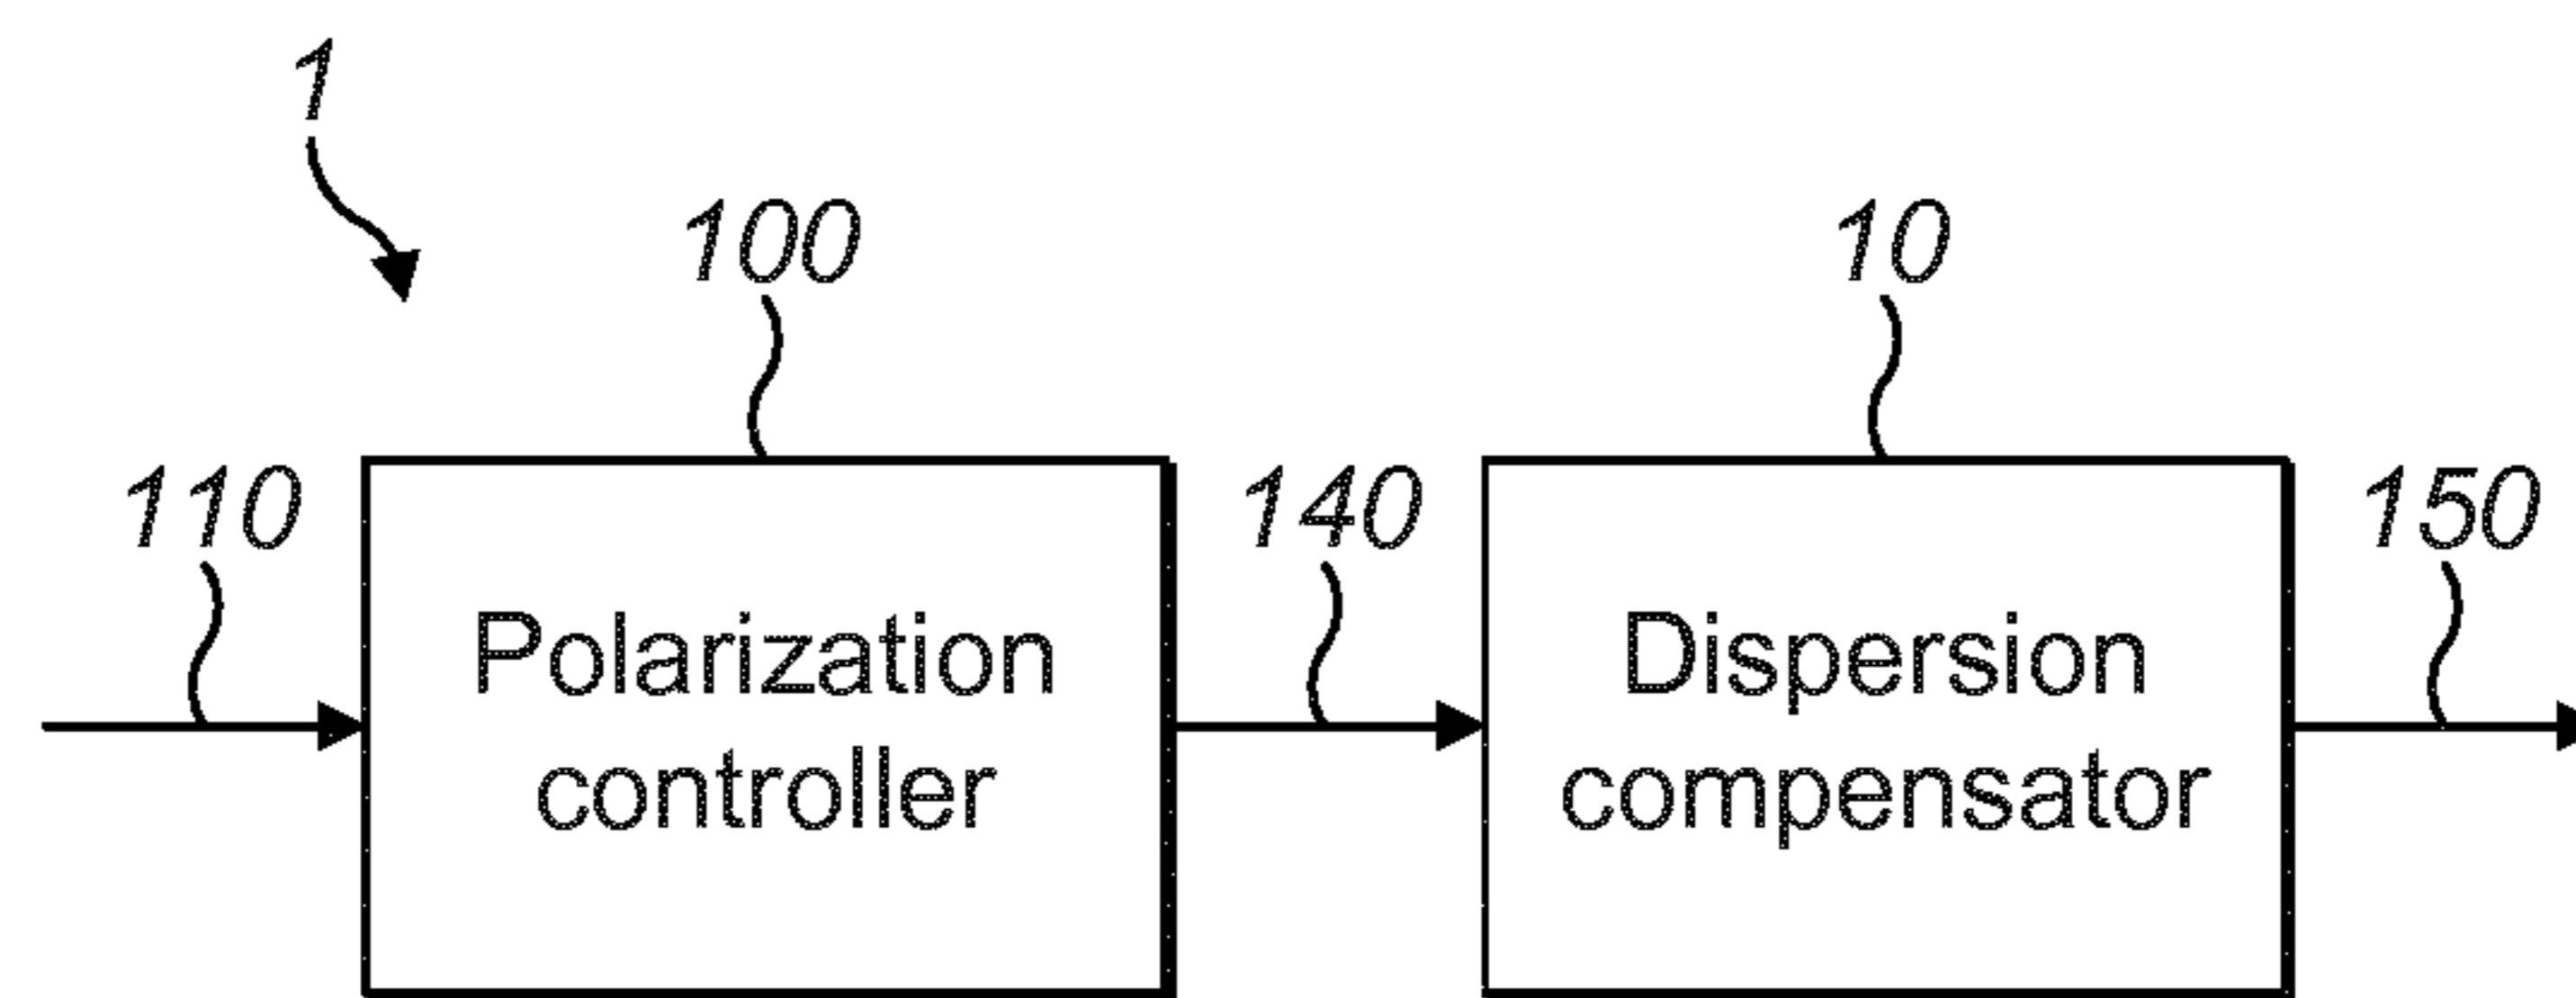 1
100
10
110
140
150
Polarization
controller
Dispersion
compensator